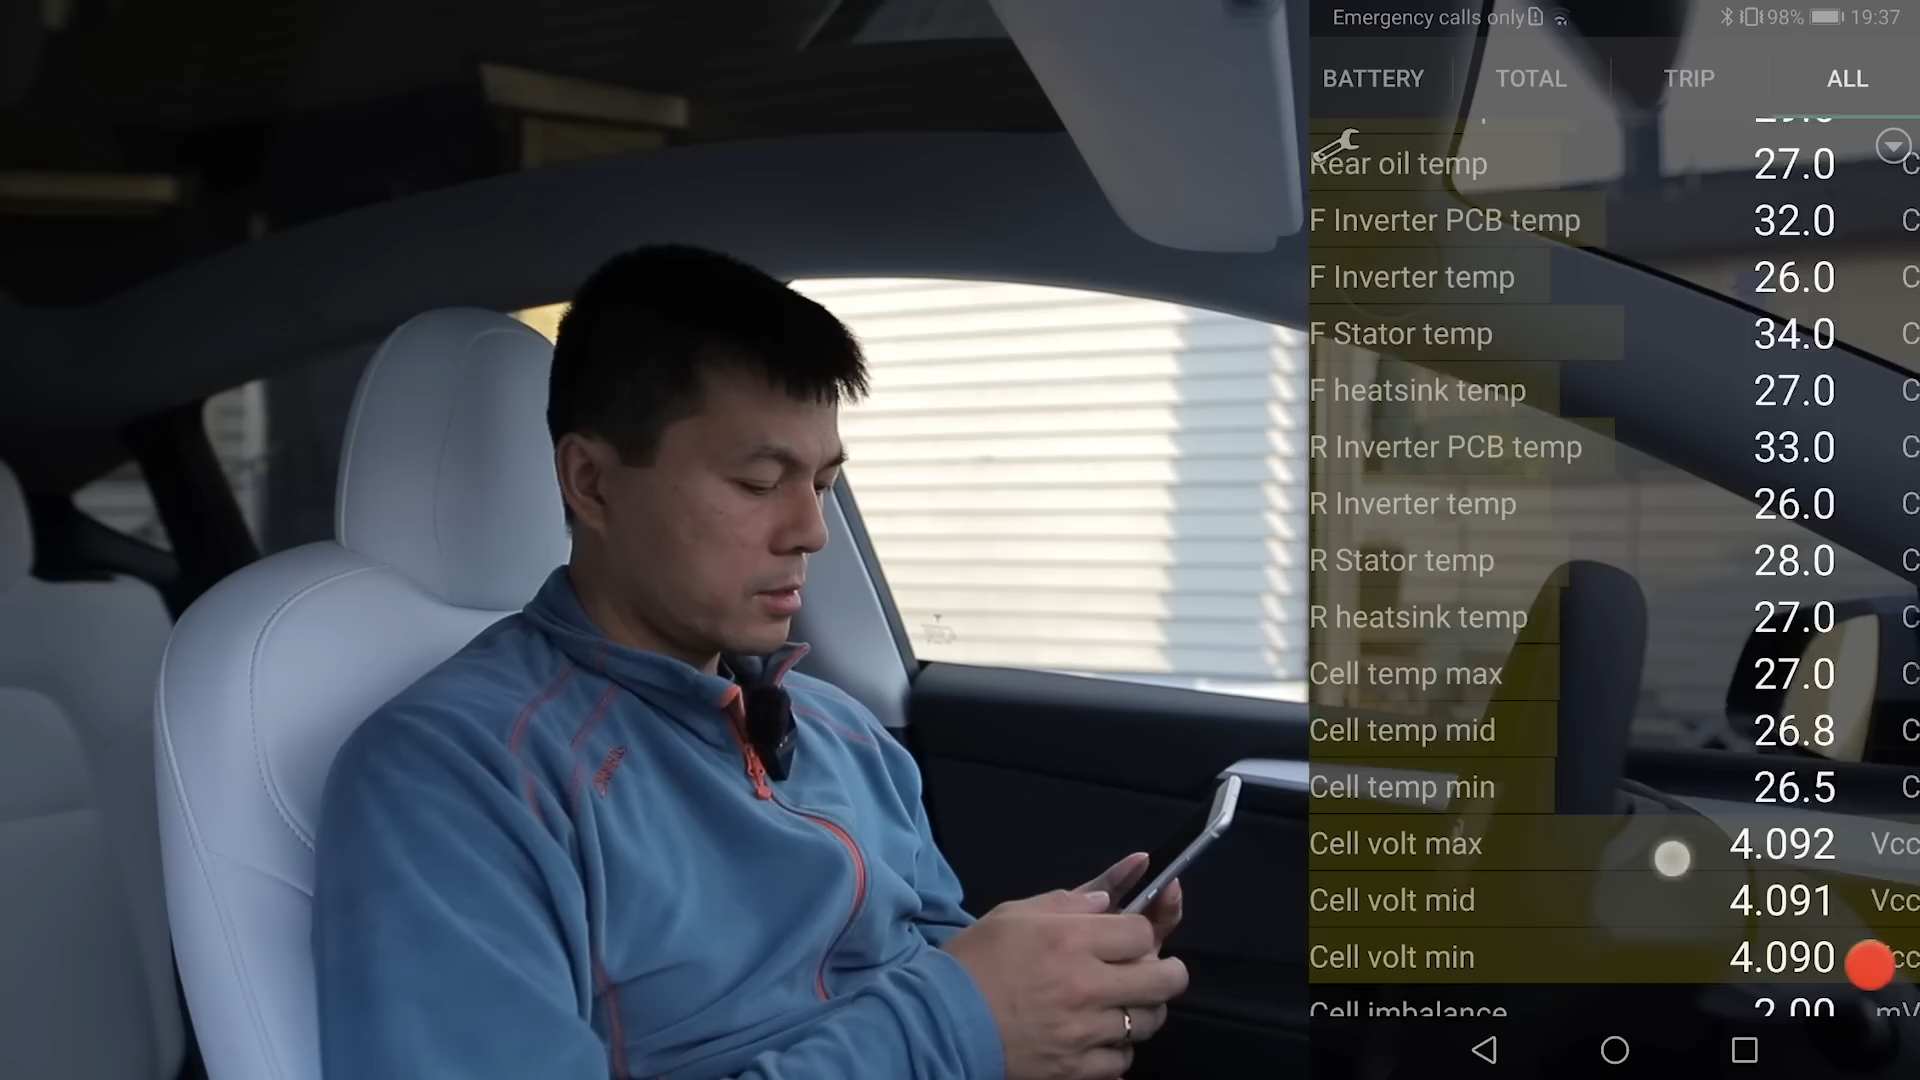 Emergency calls only 98% 19:37
BATTERY TOTAL TRIP ALL
Rear oil temp 27.0 C
F Inverter PCB temp 32.0 C
F Inverter temp 26.0 C
F Stator temp 34.0 C
F heatsink temp 27.0 C
R Inverter PCB temp 33.0 C
R Inverter temp 26.0 C
R Stator temp 28.0 C
R heatsink temp 27.0 C
Cell temp max 27.0 C
Cell temp mid 26.8 C
Cell temp min 26.5 C
Cell volt max 4.092 Vcc
Cell volt mid 4.091 Vcc
Cell volt min 4.090 Vcc
Cell imbalance 2.00 mV